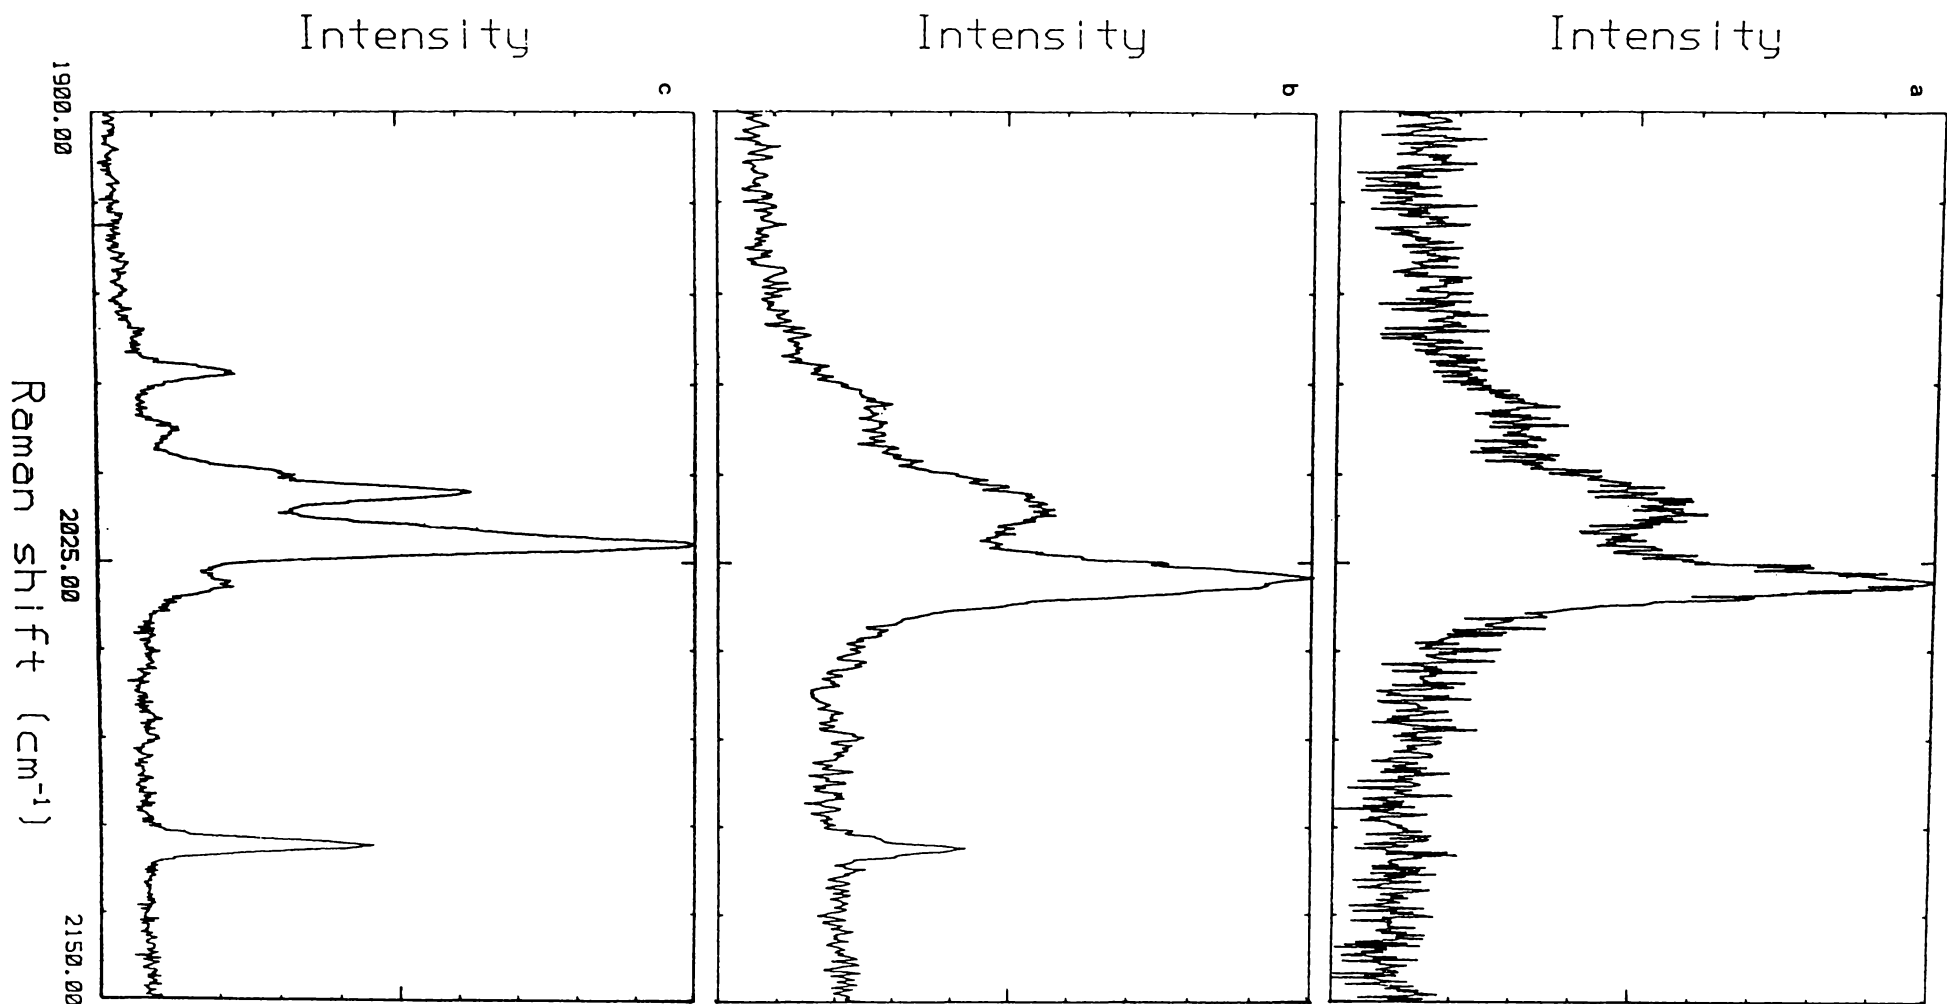 a
Intensity
b
Intensity
c
Intensity
1900.00
2025.00
2150.00
Raman shift (cm⁻¹)